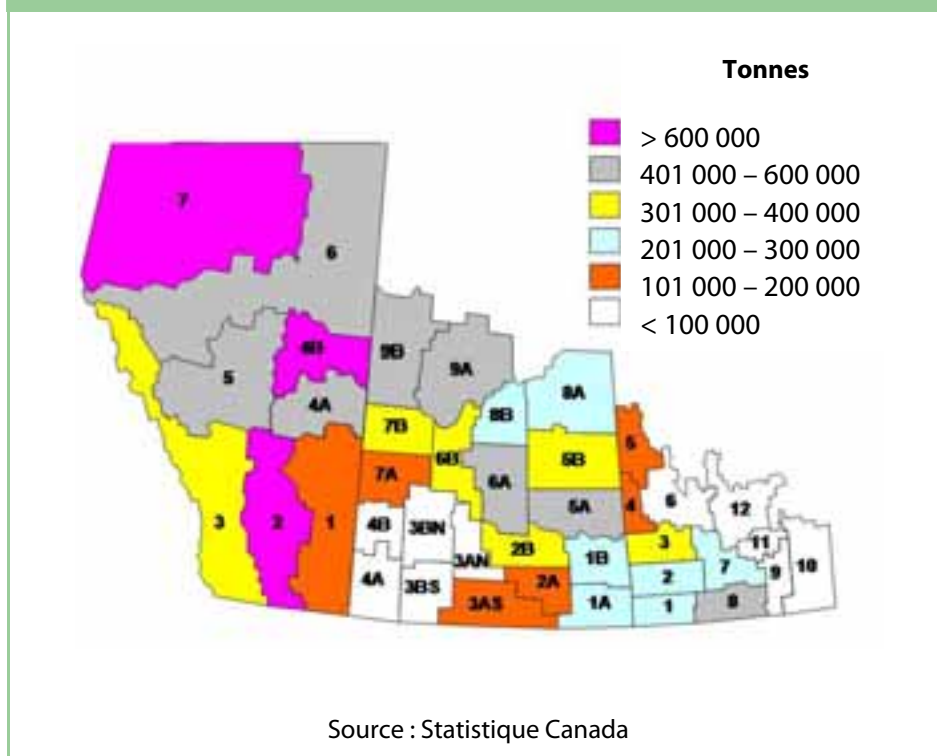 Tonnes
> 600 000
401 000 – 600 000
301 000 – 400 000
201 000 – 300 000
101 000 – 200 000
< 100 000
7
6
4B
9B
9A
5
4A
8A
8B
7B
6B
5B
5
7A
6A
5A
4
6
12
3
2
1
4B
3BN
3AN
2B
1B
3
11
7
4A
3BS
2A
2
9
10
3AS
1A
1
8
Source : Statistique Canada